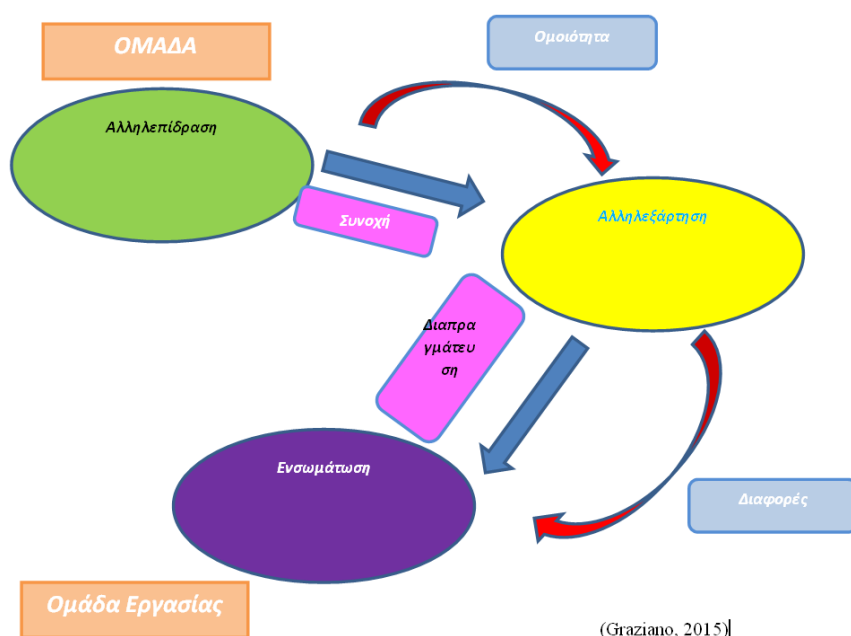 ΟΜΑΔΑ
Ομοιότητα
Αλληλεπίδραση
Συνοχή
Αλληλεξάρτηση
Διαπρα
γμάτευ
ση
Ενσωμάτωση
Διαφορές
Ομάδα Εργασίας
(Graziano, 2015)